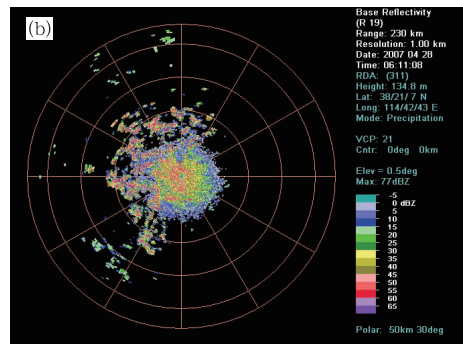 (b)
Base Reflectivity
(R 19)
Range: 230 km
Resolution: 1.00 km
Date: 2007 04 28
Time: 06:11:08
RDA: (311)
Height: 134.8 m
Lat: 38/21/ 7 N
Long: 114/42/43 E
Mode: Precipitation
VCP: 21
Cntr: 0deg 0km
Elev = 0.5deg
Max: 77dBZ
-5
0 dBZ
5
10
15
20
25
30
35
40
45
50
55
60
65
Polar: 50km 30deg